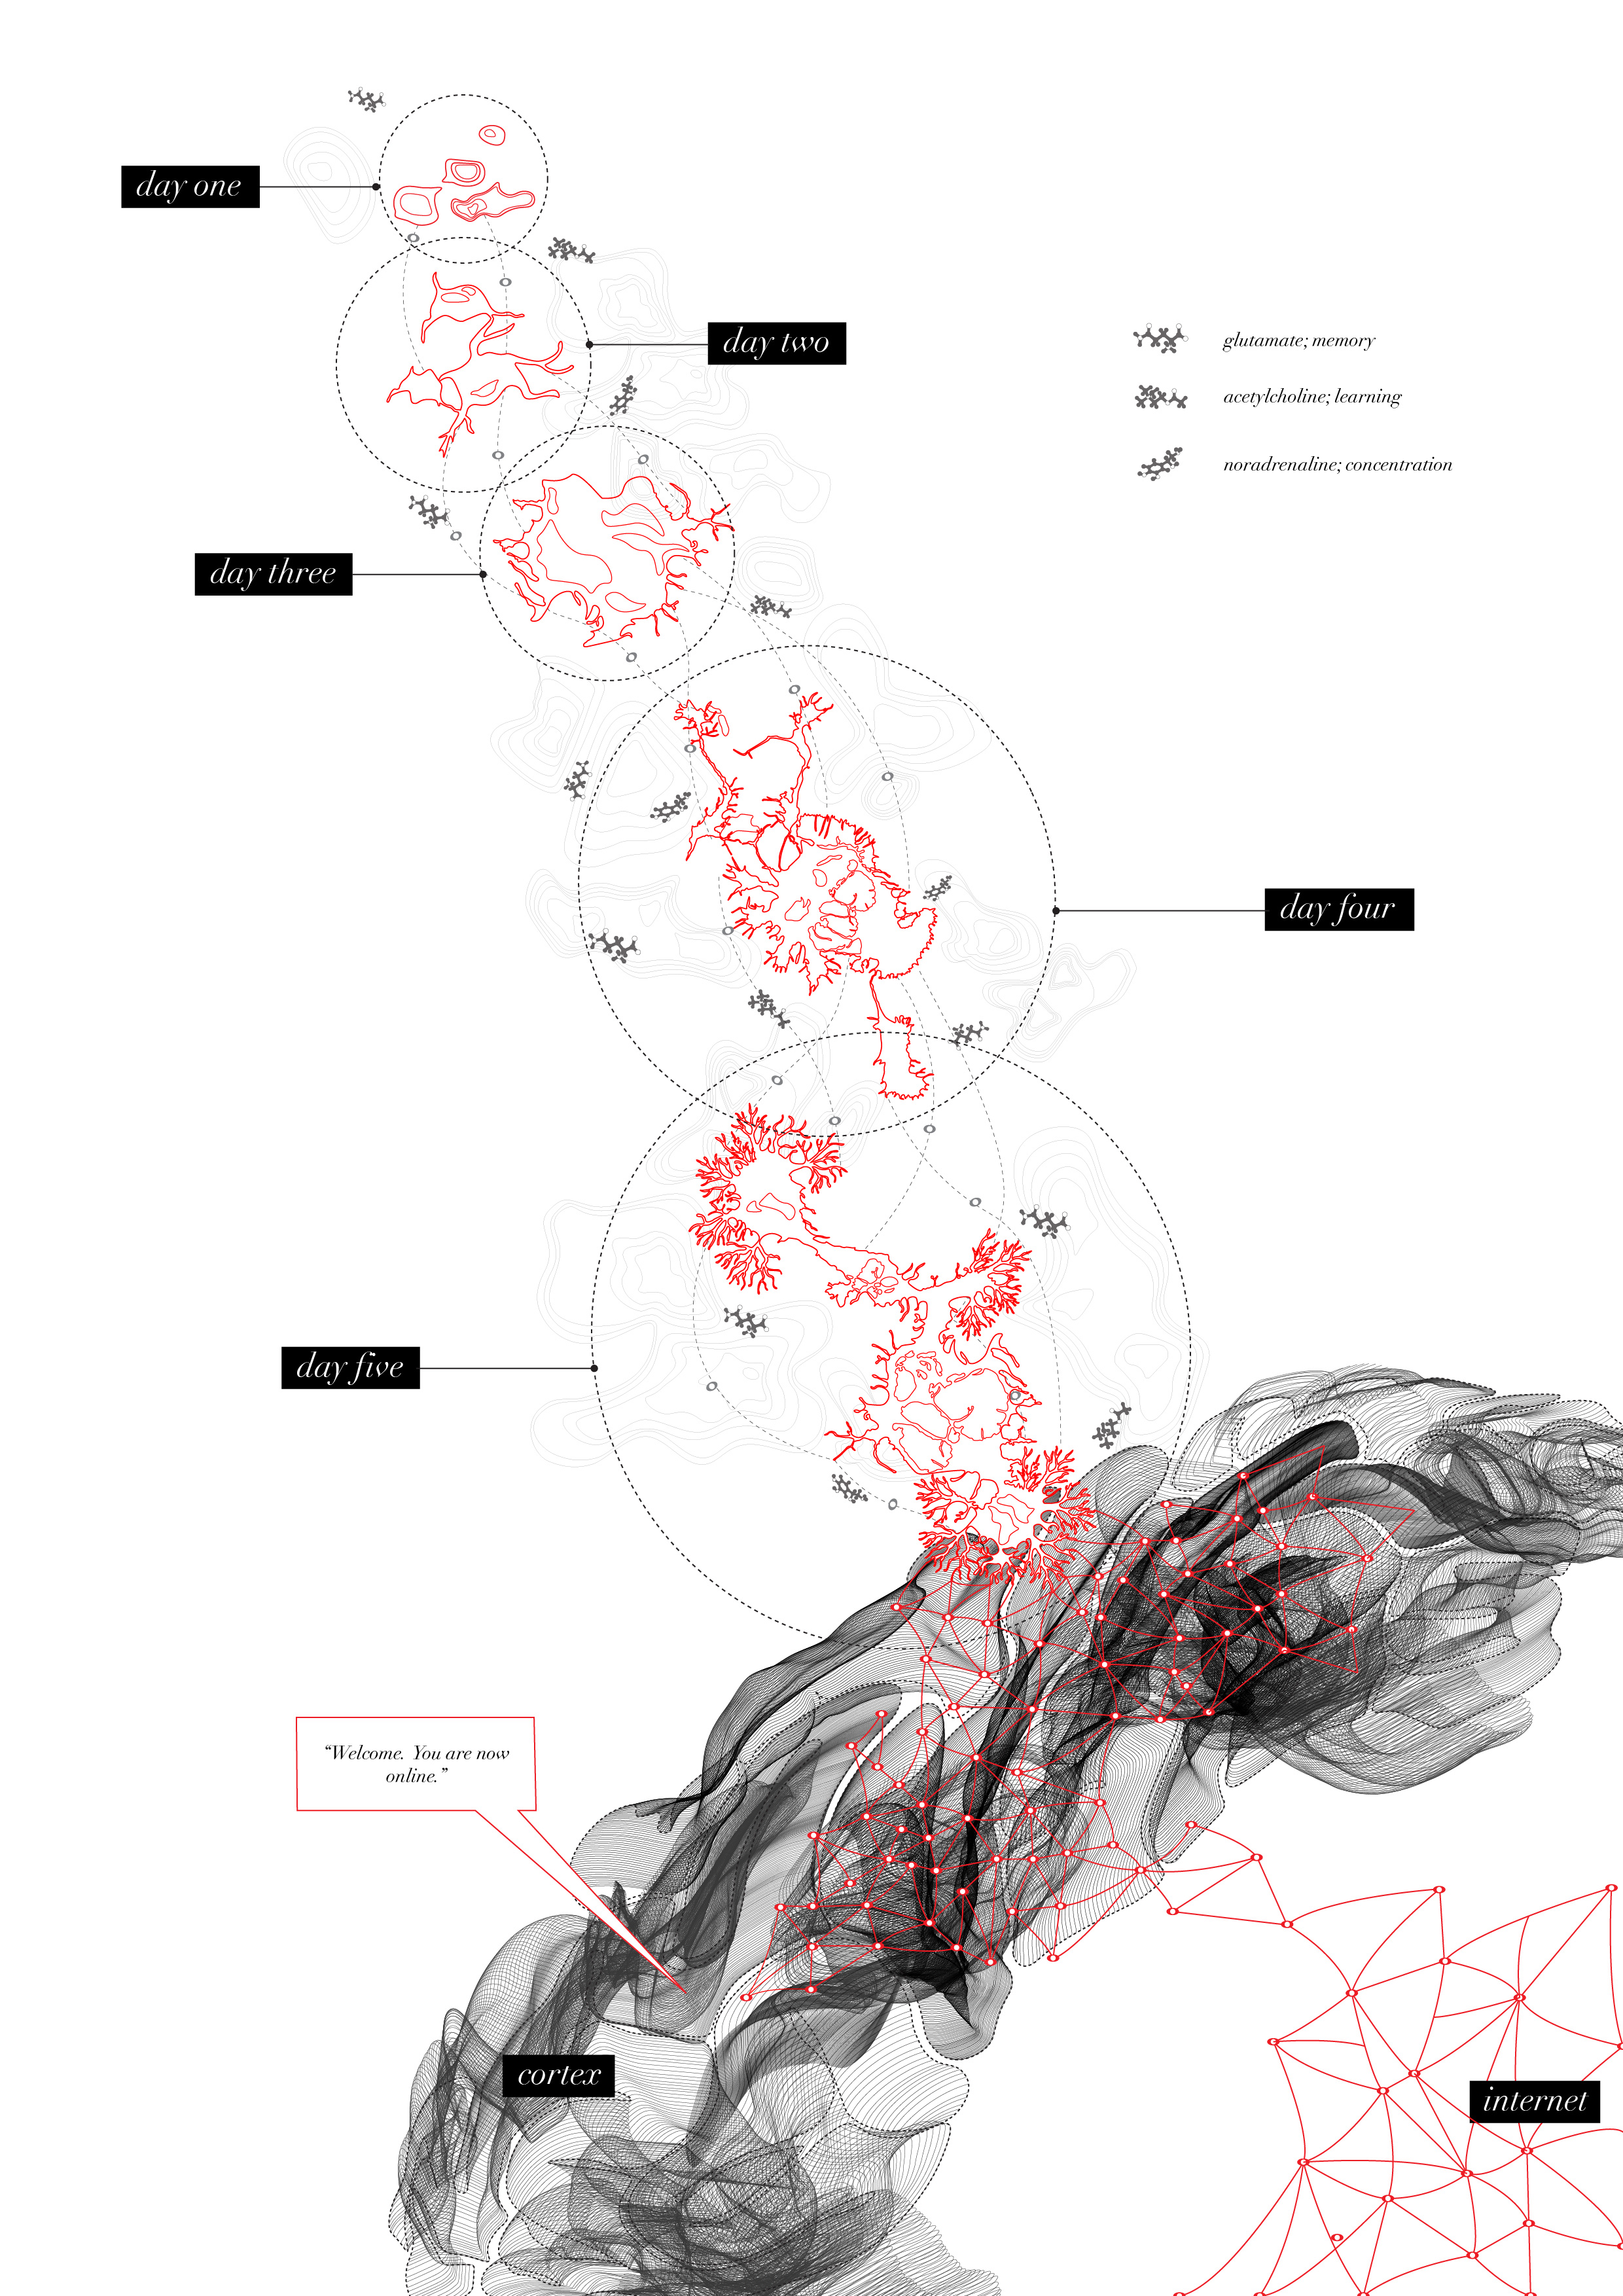 day one
day two
glutamate; memory
acetylcholine; learning
noradrenaline; concentration
day three
day four
day five
“Welcome. You are now
online.”
cortex
internet